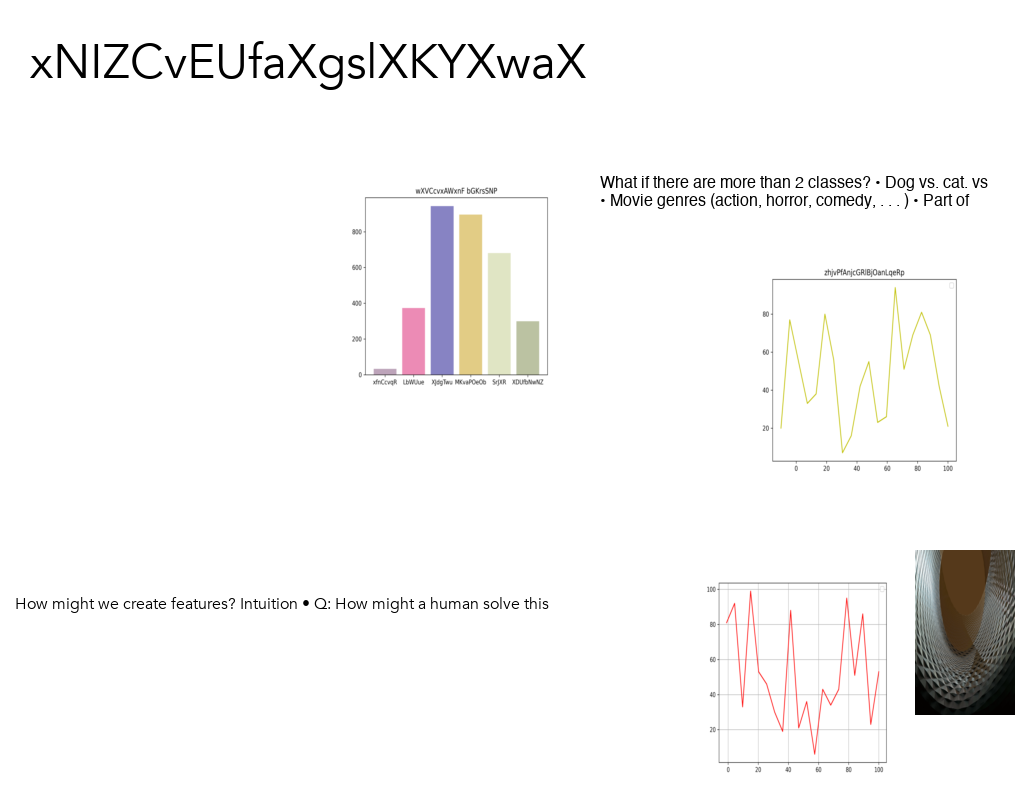 xNIZCvEUfaXgslXKYXwaX
What if there are more than 2 classes? • Dog vs. cat. vs
• Movie genres (action, horror, comedy, . . . ) • Part of
wXVCcvxAWxnF bGKrsSNP
800
600
400
200
0
xfnCcvqR LbWUue XJdgTwu MKvaPOeOb SrJXR XDUfbNwNZ
zhjvPfAnjcGRlBjOanLqeRp
80
60
40
20
0 20 40 60 80 100
How might we create features? Intuition • Q: How might a human solve this
100
80
60
40
20
0 20 40 60 80 100